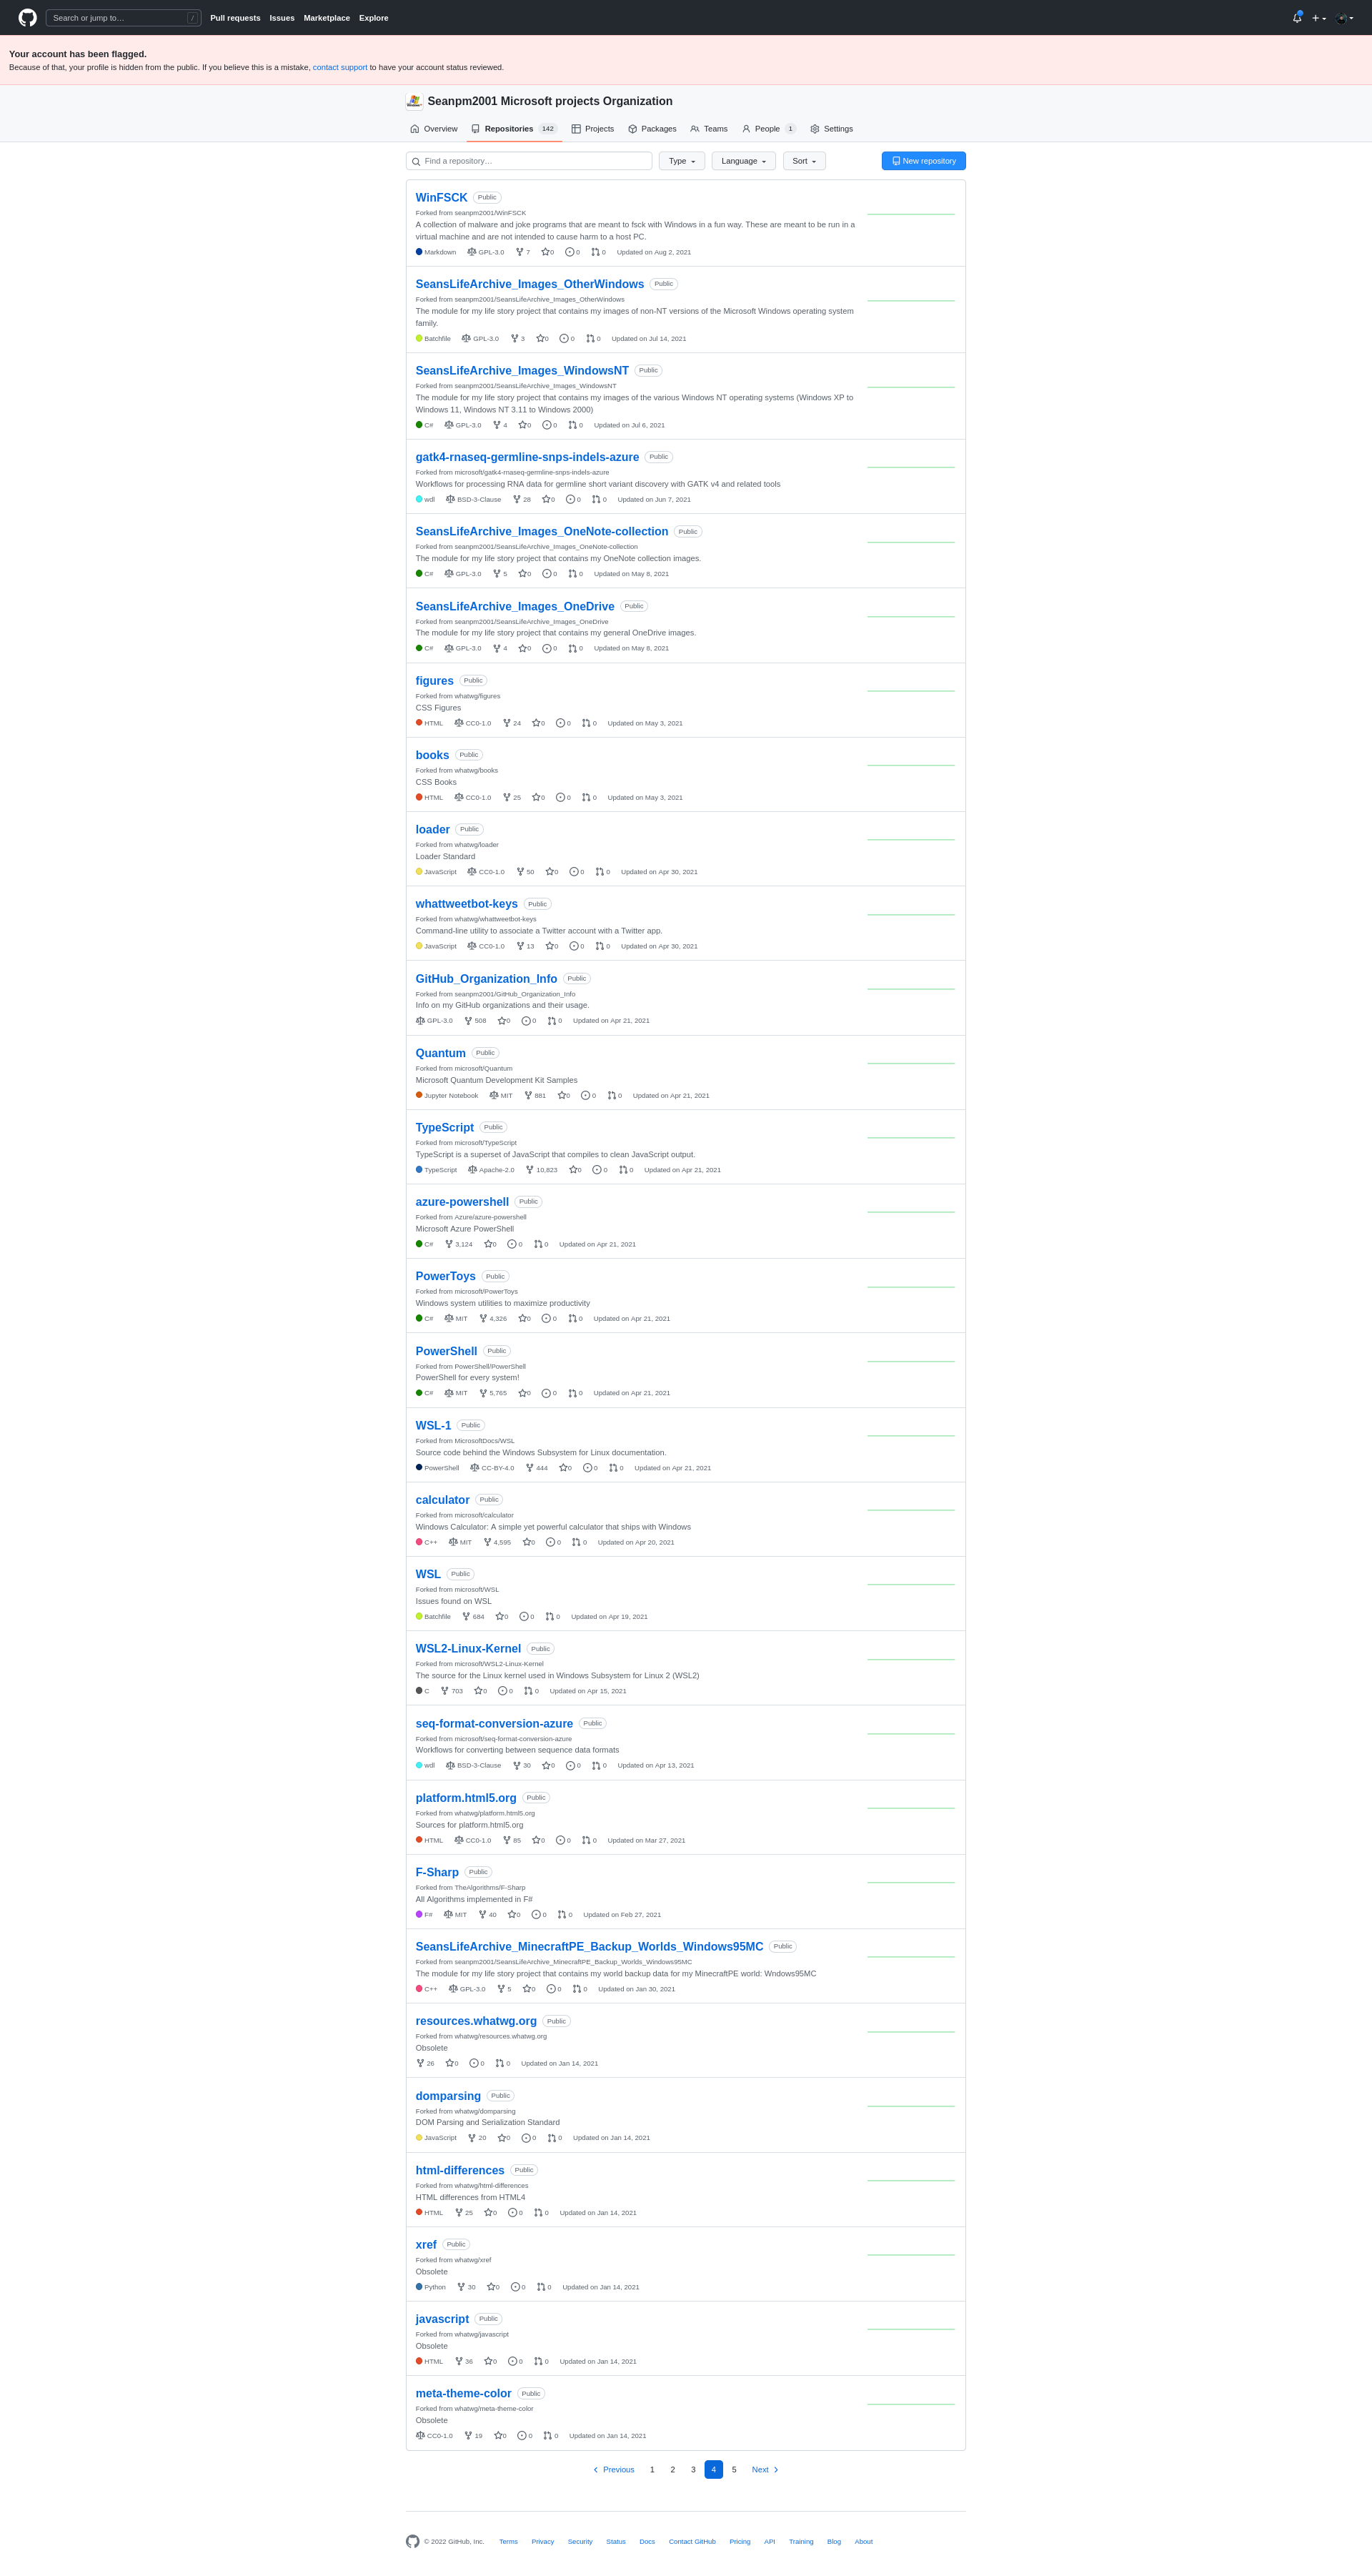 Search or jump to…
/
Pull requests
Issues
Marketplace
Explore
Your account has been flagged.
Because of that, your profile is hidden from the public. If you believe this is a mistake, contact support to have your account status reviewed.
Seanpm2001 Microsoft projects Organization
Overview
Repositories 142
Projects
Packages
Teams
People 1
Settings
Find a repository…
Type
Language
Sort
New repository
WinFSCK Public
Forked from seanpm2001/WinFSCK
A collection of malware and joke programs that are meant to fsck with Windows in a fun way. These are meant to be run in a
virtual machine and are not intended to cause harm to a host PC.
Markdown GPL-3.0 7 0 0 0 Updated on Aug 2, 2021
SeansLifeArchive_Images_OtherWindows Public
Forked from seanpm2001/SeansLifeArchive_Images_OtherWindows
The module for my life story project that contains my images of non-NT versions of the Microsoft Windows operating system
family.
Batchfile GPL-3.0 3 0 0 0 Updated on Jul 14, 2021
SeansLifeArchive_Images_WindowsNT Public
Forked from seanpm2001/SeansLifeArchive_Images_WindowsNT
The module for my life story project that contains my images of the various Windows NT operating systems (Windows XP to
Windows 11, Windows NT 3.11 to Windows 2000)
C# GPL-3.0 4 0 0 0 Updated on Jul 6, 2021
gatk4-rnaseq-germline-snps-indels-azure Public
Forked from microsoft/gatk4-rnaseq-germline-snps-indels-azure
Workflows for processing RNA data for germline short variant discovery with GATK v4 and related tools
wdl BSD-3-Clause 28 0 0 0 Updated on Jun 7, 2021
SeansLifeArchive_Images_OneNote-collection Public
Forked from seanpm2001/SeansLifeArchive_Images_OneNote-collection
The module for my life story project that contains my OneNote collection images.
C# GPL-3.0 5 0 0 0 Updated on May 8, 2021
SeansLifeArchive_Images_OneDrive Public
Forked from seanpm2001/SeansLifeArchive_Images_OneDrive
The module for my life story project that contains my general OneDrive images.
C# GPL-3.0 4 0 0 0 Updated on May 8, 2021
figures Public
Forked from whatwg/figures
CSS Figures
HTML CC0-1.0 24 0 0 0 Updated on May 3, 2021
books Public
Forked from whatwg/books
CSS Books
HTML CC0-1.0 25 0 0 0 Updated on May 3, 2021
loader Public
Forked from whatwg/loader
Loader Standard
JavaScript CC0-1.0 50 0 0 0 Updated on Apr 30, 2021
whattweetbot-keys Public
Forked from whatwg/whattweetbot-keys
Command-line utility to associate a Twitter account with a Twitter app.
JavaScript CC0-1.0 13 0 0 0 Updated on Apr 30, 2021
GitHub_Organization_Info Public
Forked from seanpm2001/GitHub_Organization_Info
Info on my GitHub organizations and their usage.
GPL-3.0 508 0 0 0 Updated on Apr 21, 2021
Quantum Public
Forked from microsoft/Quantum
Microsoft Quantum Development Kit Samples
Jupyter Notebook MIT 881 0 0 0 Updated on Apr 21, 2021
TypeScript Public
Forked from microsoft/TypeScript
TypeScript is a superset of JavaScript that compiles to clean JavaScript output.
TypeScript Apache-2.0 10,823 0 0 0 Updated on Apr 21, 2021
azure-powershell Public
Forked from Azure/azure-powershell
Microsoft Azure PowerShell
C# 3,124 0 0 0 Updated on Apr 21, 2021
PowerToys Public
Forked from microsoft/PowerToys
Windows system utilities to maximize productivity
C# MIT 4,326 0 0 0 Updated on Apr 21, 2021
PowerShell Public
Forked from PowerShell/PowerShell
PowerShell for every system!
C# MIT 5,765 0 0 0 Updated on Apr 21, 2021
WSL-1 Public
Forked from MicrosoftDocs/WSL
Source code behind the Windows Subsystem for Linux documentation.
PowerShell CC-BY-4.0 444 0 0 0 Updated on Apr 21, 2021
calculator Public
Forked from microsoft/calculator
Windows Calculator: A simple yet powerful calculator that ships with Windows
C++ MIT 4,595 0 0 0 Updated on Apr 20, 2021
WSL Public
Forked from microsoft/WSL
Issues found on WSL
Batchfile 684 0 0 0 Updated on Apr 19, 2021
WSL2-Linux-Kernel Public
Forked from microsoft/WSL2-Linux-Kernel
The source for the Linux kernel used in Windows Subsystem for Linux 2 (WSL2)
C 703 0 0 0 Updated on Apr 15, 2021
seq-format-conversion-azure Public
Forked from microsoft/seq-format-conversion-azure
Workflows for converting between sequence data formats
wdl BSD-3-Clause 30 0 0 0 Updated on Apr 13, 2021
platform.html5.org Public
Forked from whatwg/platform.html5.org
Sources for platform.html5.org
HTML CC0-1.0 85 0 0 0 Updated on Mar 27, 2021
F-Sharp Public
Forked from TheAlgorithms/F-Sharp
All Algorithms implemented in F#
F# MIT 40 0 0 0 Updated on Feb 27, 2021
SeansLifeArchive_MinecraftPE_Backup_Worlds_Windows95MC Public
Forked from seanpm2001/SeansLifeArchive_MinecraftPE_Backup_Worlds_Windows95MC
The module for my life story project that contains my world backup data for my MinecraftPE world: Wndows95MC
C++ GPL-3.0 5 0 0 0 Updated on Jan 30, 2021
resources.whatwg.org Public
Forked from whatwg/resources.whatwg.org
Obsolete
26 0 0 0 Updated on Jan 14, 2021
domparsing Public
Forked from whatwg/domparsing
DOM Parsing and Serialization Standard
JavaScript 20 0 0 0 Updated on Jan 14, 2021
html-differences Public
Forked from whatwg/html-differences
HTML differences from HTML4
HTML 25 0 0 0 Updated on Jan 14, 2021
xref Public
Forked from whatwg/xref
Obsolete
Python 30 0 0 0 Updated on Jan 14, 2021
javascript Public
Forked from whatwg/javascript
Obsolete
HTML 36 0 0 0 Updated on Jan 14, 2021
meta-theme-color Public
Forked from whatwg/meta-theme-color
Obsolete
CC0-1.0 19 0 0 0 Updated on Jan 14, 2021
Previous 1 2 3 4 5 Next
© 2022 GitHub, Inc. Terms Privacy Security Status Docs Contact GitHub Pricing API Training Blog About